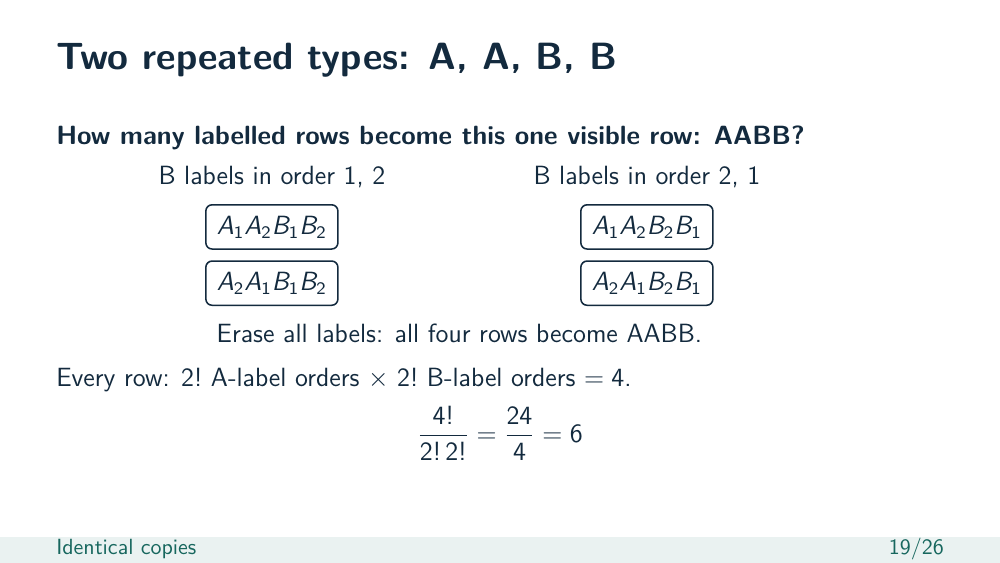 Two repeated types: A, A, B, B
How many labelled rows become this one visible row: AABB?
B labels in order 1, 2
B labels in order 2, 1
A₁A₂B₁B₂
A₁A₂B₂B₁
A₂A₁B₁B₂
A₂A₁B₂B₁
Erase all labels: all four rows become AABB.
Every row: 2! A-label orders × 2! B-label orders = 4.
4!/(2! 2!) = 24/4 = 6
Identical copies
19/26